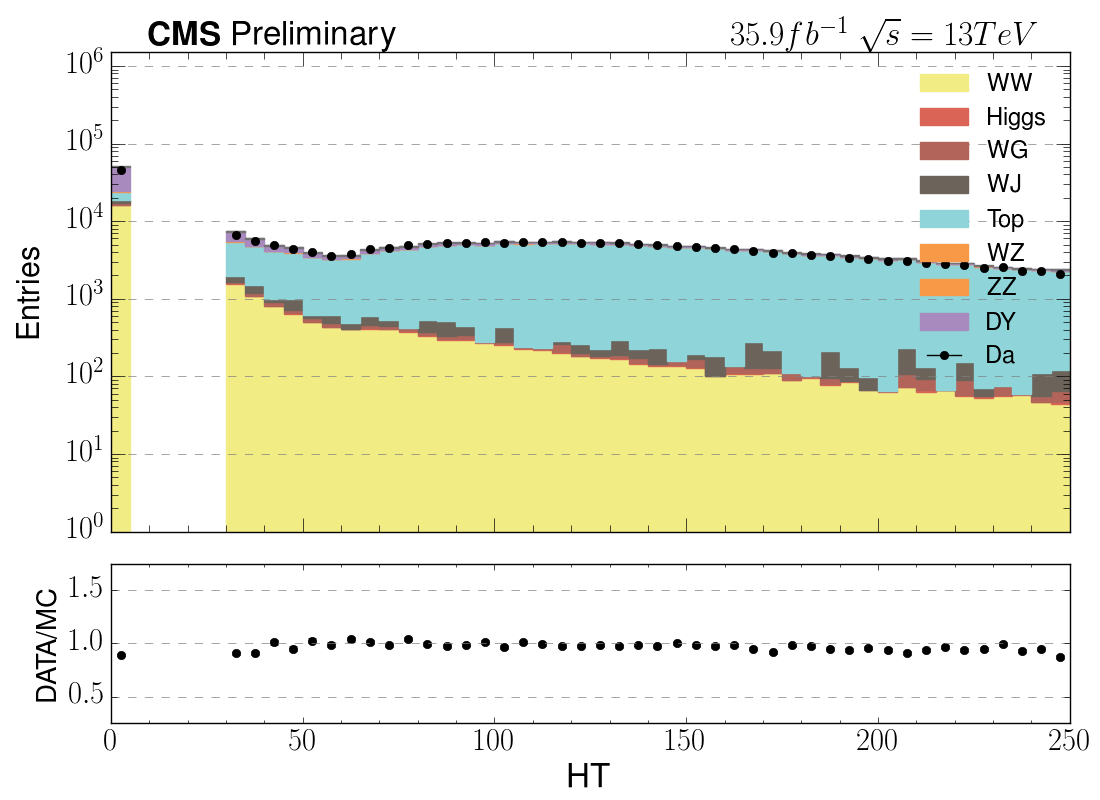 CMS Preliminary 35.9fb⁻¹ √s = 13TeV
10⁶
10⁵
10⁴
10³
10²
10¹
10⁰
Entries
WW
Higgs
WG
WJ
Top
WZ
ZZ
DY
Da
1.5
1.0
0.5
DATA/MC
0 50 100 150 200 250
HT